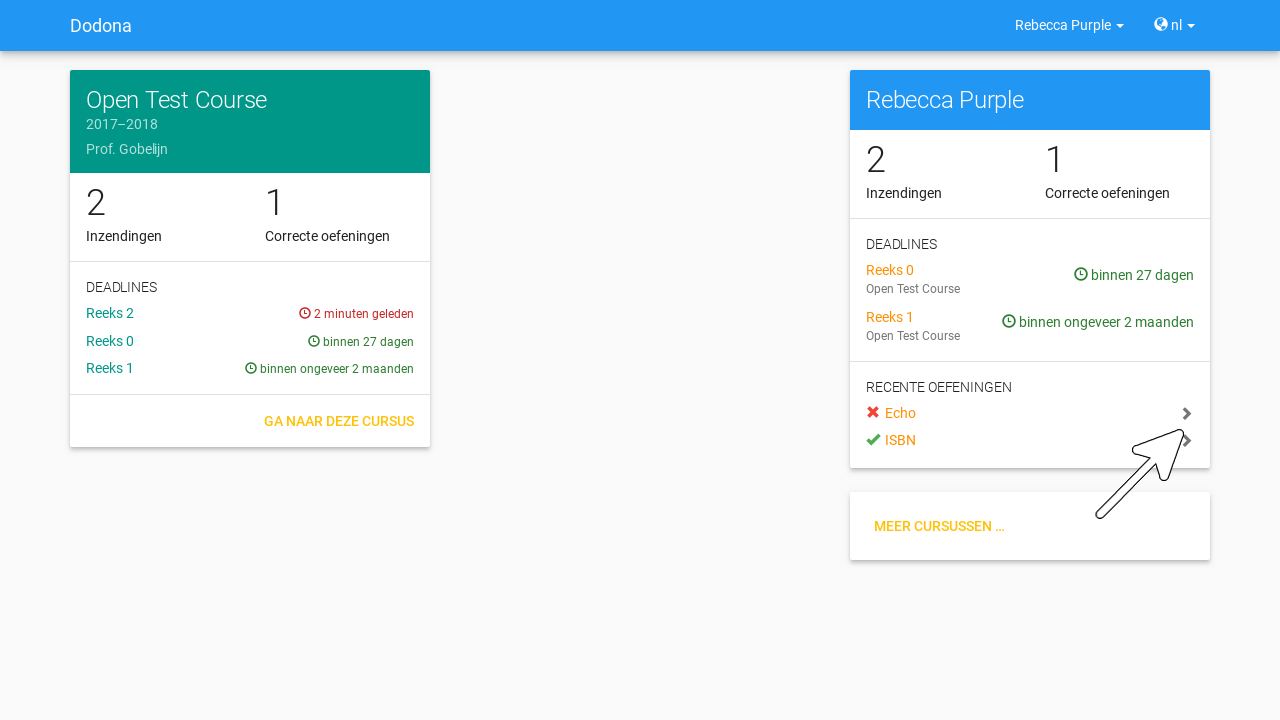 Dodona
Rebecca Purple
nl
Open Test Course
2017–2018
Prof. Gobelijn
2
Inzendingen
1
Correcte oefeningen
DEADLINES
Reeks 2
2 minuten geleden
Reeks 0
binnen 27 dagen
Reeks 1
binnen ongeveer 2 maanden
GA NAAR DEZE CURSUS
Rebecca Purple
2
Inzendingen
1
Correcte oefeningen
DEADLINES
Reeks 0
Open Test Course
binnen 27 dagen
Reeks 1
Open Test Course
binnen ongeveer 2 maanden
RECENTE OEFENINGEN
Echo
ISBN
MEER CURSUSSEN ...